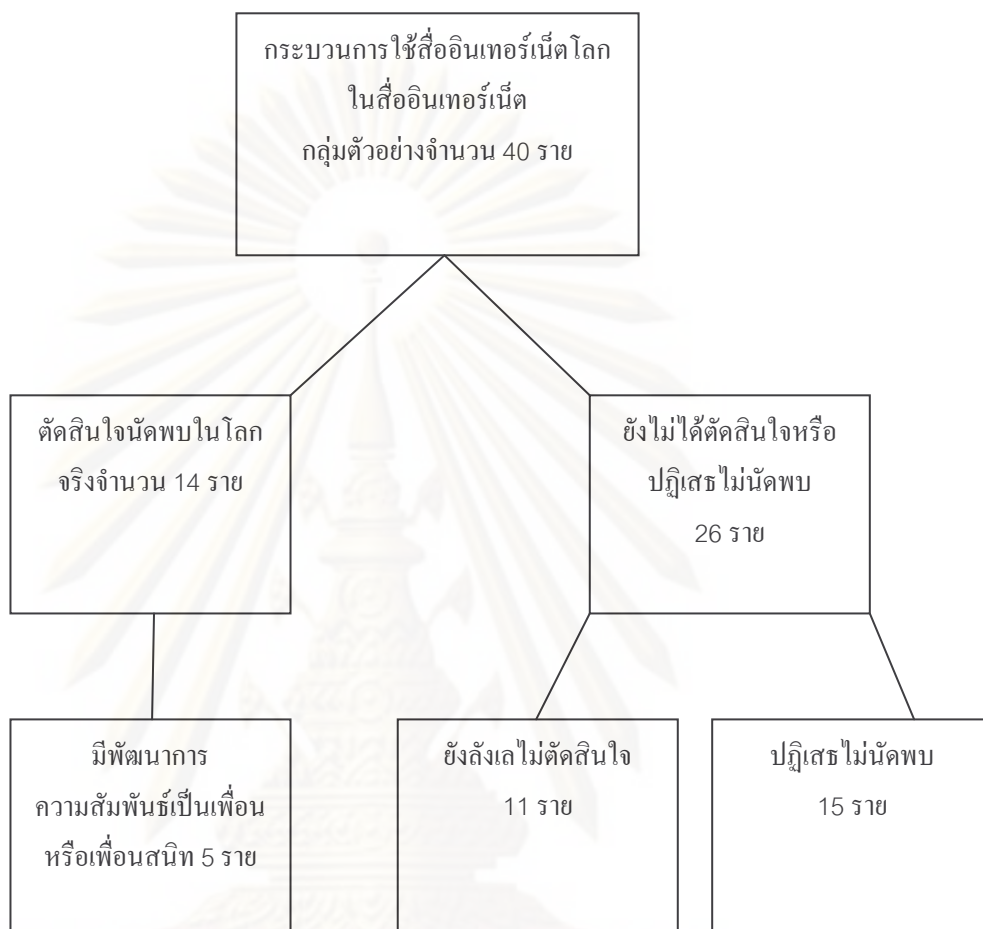 กระบวนการใช้สื่ออินเทอร์เน็ตโลก
ในสื่ออินเทอร์เน็ต
กลุ่มตัวอย่างจำนวน 40 ราย
ตัดสินใจนัดพบในโลก
จริงจำนวน 14 ราย
ยังไม่ได้ตัดสินใจหรือ
ปฏิเสธไม่นัดพบ
26 ราย
มีพัฒนาการ
ความสัมพันธ์เป็นเพื่อน
หรือเพื่อนสนิท 5 ราย
ยังลังเลไม่ตัดสินใจ
11 ราย
ปฏิเสธไม่นัดพบ
15 ราย